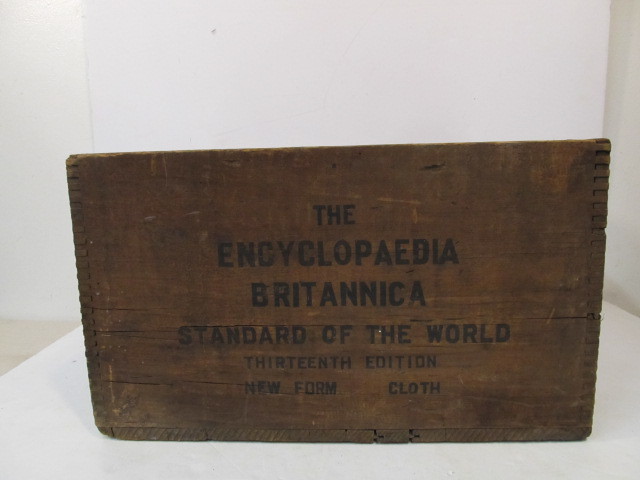 THE
ENCYCLOPAEDIA
BRITANNICA
STANDARD OF THE WORLD
THIRTEENTH EDITION
NEW FORM CLOTH